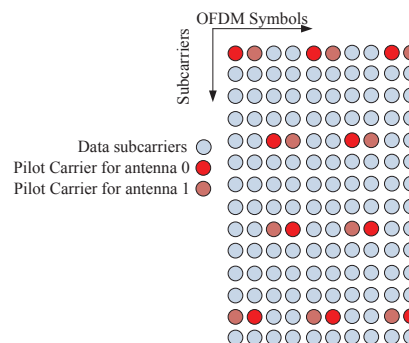 OFDM Symbols
Subcarriers
Data subcarriers
Pilot Carrier for antenna 0
Pilot Carrier for antenna 1